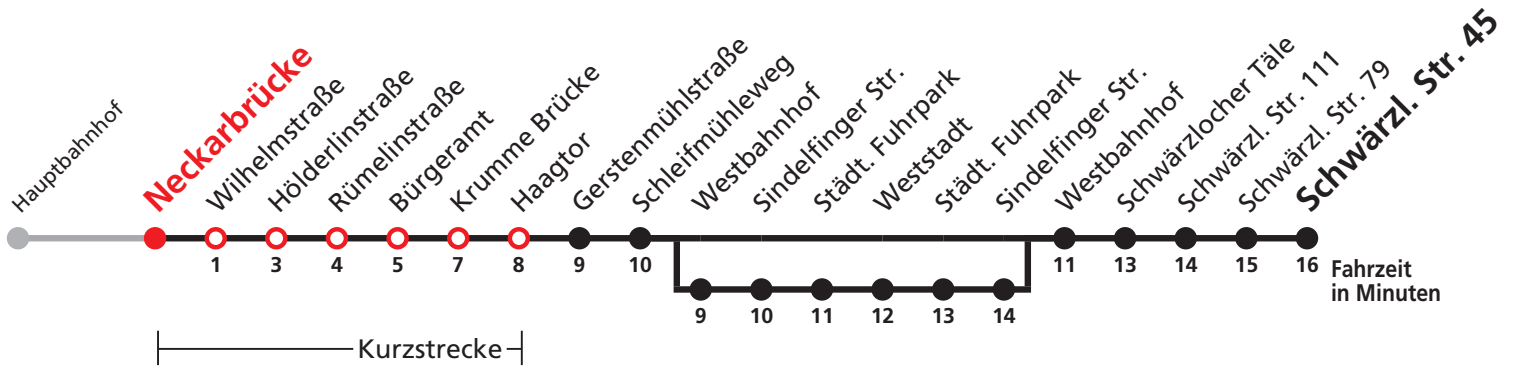 Hauptbahnhof
Neckarbrücke
Wilhelmstraße
Hölderlinstraße
Rümelinstraße
Bürgeramt
Krumme Brücke
Haagtor
Gerstenmühlstraße
Schleifmühleweg
Westbahnhof
Sindelfinger Str.
Städt. Fuhrpark
Weststadt
Städt. Fuhrpark
Sindelfinger Str.
Westbahnhof
Schwärzlocher Täle
Schwärzl. Str. 111
Schwärzl. Str. 79
Schwärzl. Str. 45
1 3 4 5 7 8 9 10 11 13 14 15 16
Fahrzeit
in Minuten
9 10 11 12 13 14
Kurzstrecke